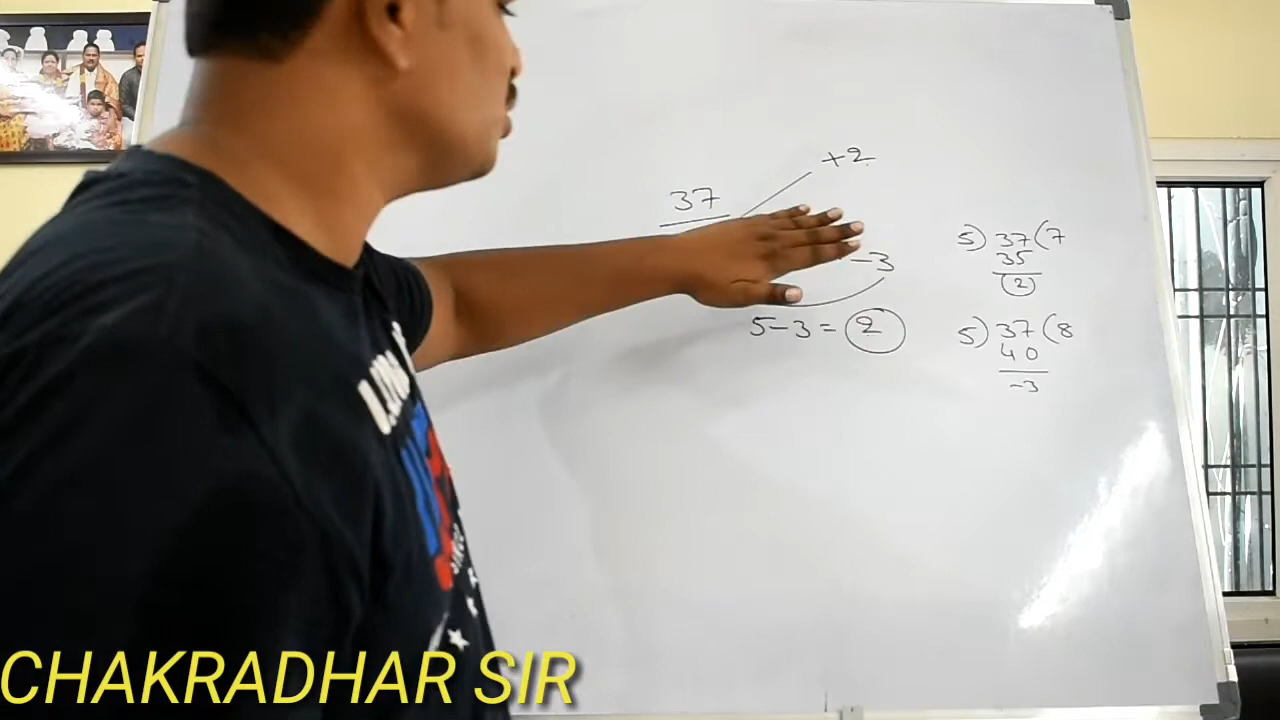 +2
37
-3
5-3 = 2
5) 37 (7
35
2
5) 37 (8
40
-3
CHAKRADHAR SIR